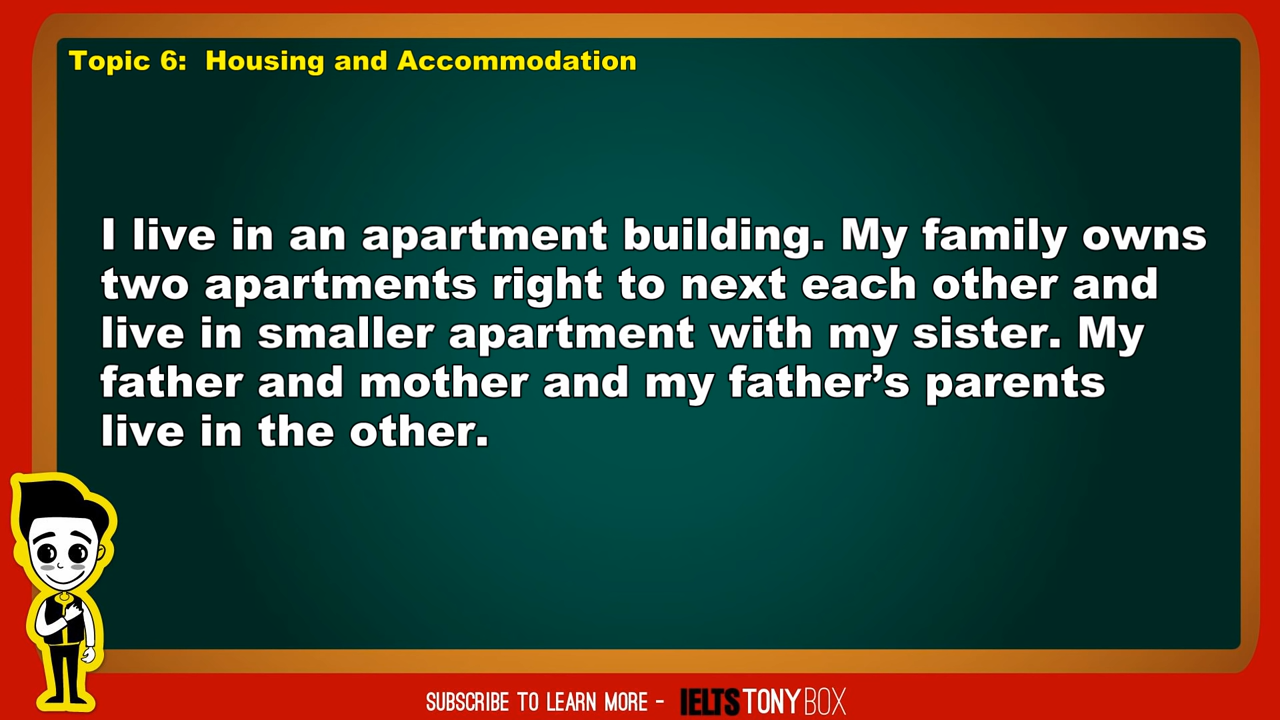 Topic 6: Housing and Accommodation
I live in an apartment building. My family owns
two apartments right to next each other and
live in smaller apartment with my sister. My
father and mother and my father’s parents
live in the other.
SUBSCRIBE TO LEARN MORE - IELTSTONYBOX